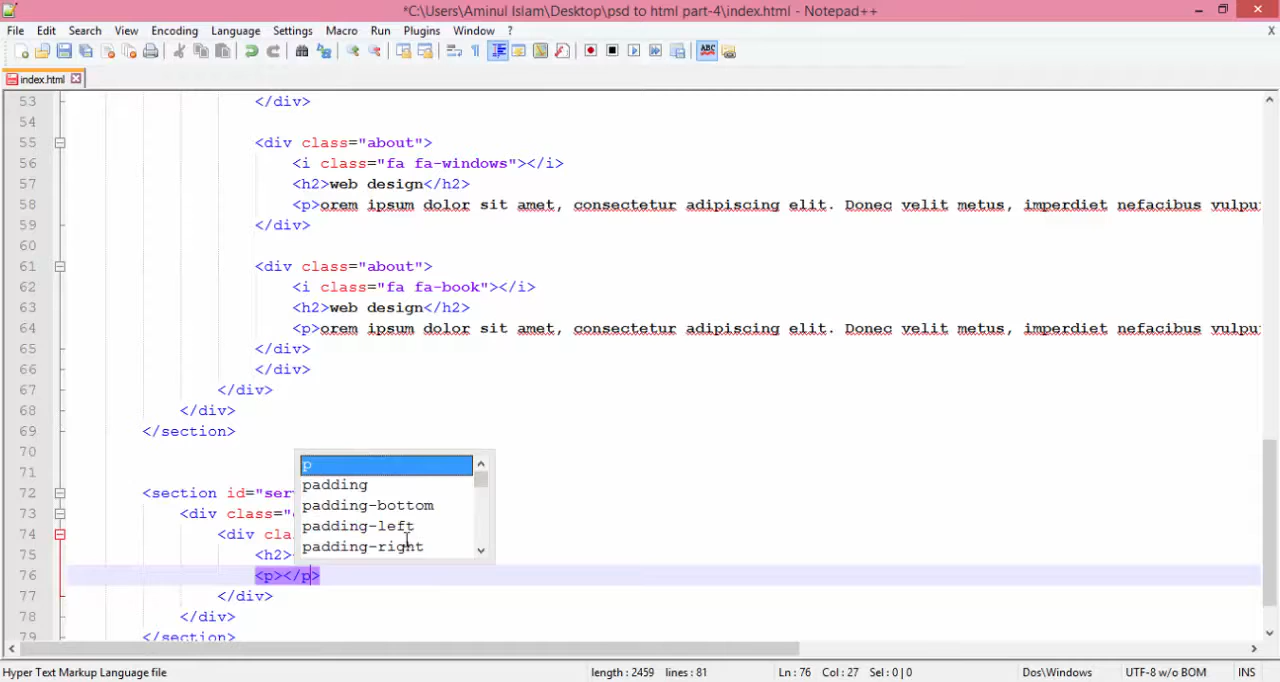 *C:\Users\Aminul Islam\Desktop\psd to html part-4\index.html - Notepad++
File Edit Search View Encoding Language Settings Macro Run Plugins Window ? X
index.html
53 </div>
54
55 <div class="about">
56 <i class="fa fa-windows"></i>
57 <h2>web design</h2>
58 <p>orem ipsum dolor sit amet, consectetur adipiscing elit. Donec velit metus, imperdiet nefacibus vulpu
59 </div>
60
61 <div class="about">
62 <i class="fa fa-book"></i>
63 <h2>web design</h2>
64 <p>orem ipsum dolor sit amet, consectetur adipiscing elit. Donec velit metus, imperdiet nefacibus vulpu
65 </div>
66 </div>
67 </div>
68 </div>
69 </section>
70
71
p
padding
padding-bottom
padding-left
padding-right
72 <section id="ser
73 <div class="
74 <div cla
75 <h2>
76 <p></p>
77 </div>
78 </div>
79 </section>
Hyper Text Markup Language file length : 2459 lines : 81 Ln : 76 Col : 27 Sel : 0 | 0 Dos\Windows UTF-8 w/o BOM INS